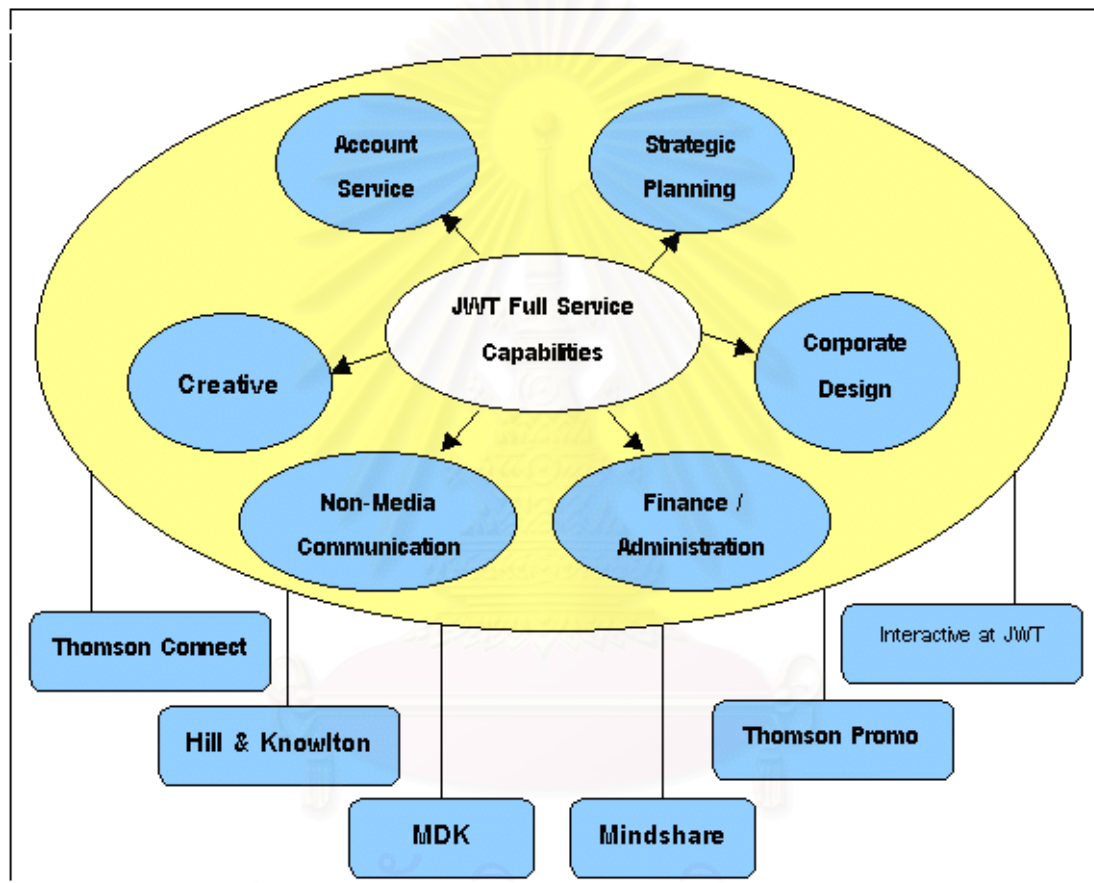 Account
Service
Strategic
Planning
JWT Full Service
Capabilities
Creative
Corporate
Design
Non-Media
Communication
Finance /
Administration
Thomson Connect
Hill & Knowlton
MDK
Mindshare
Thomson Promo
Interactive at JWT